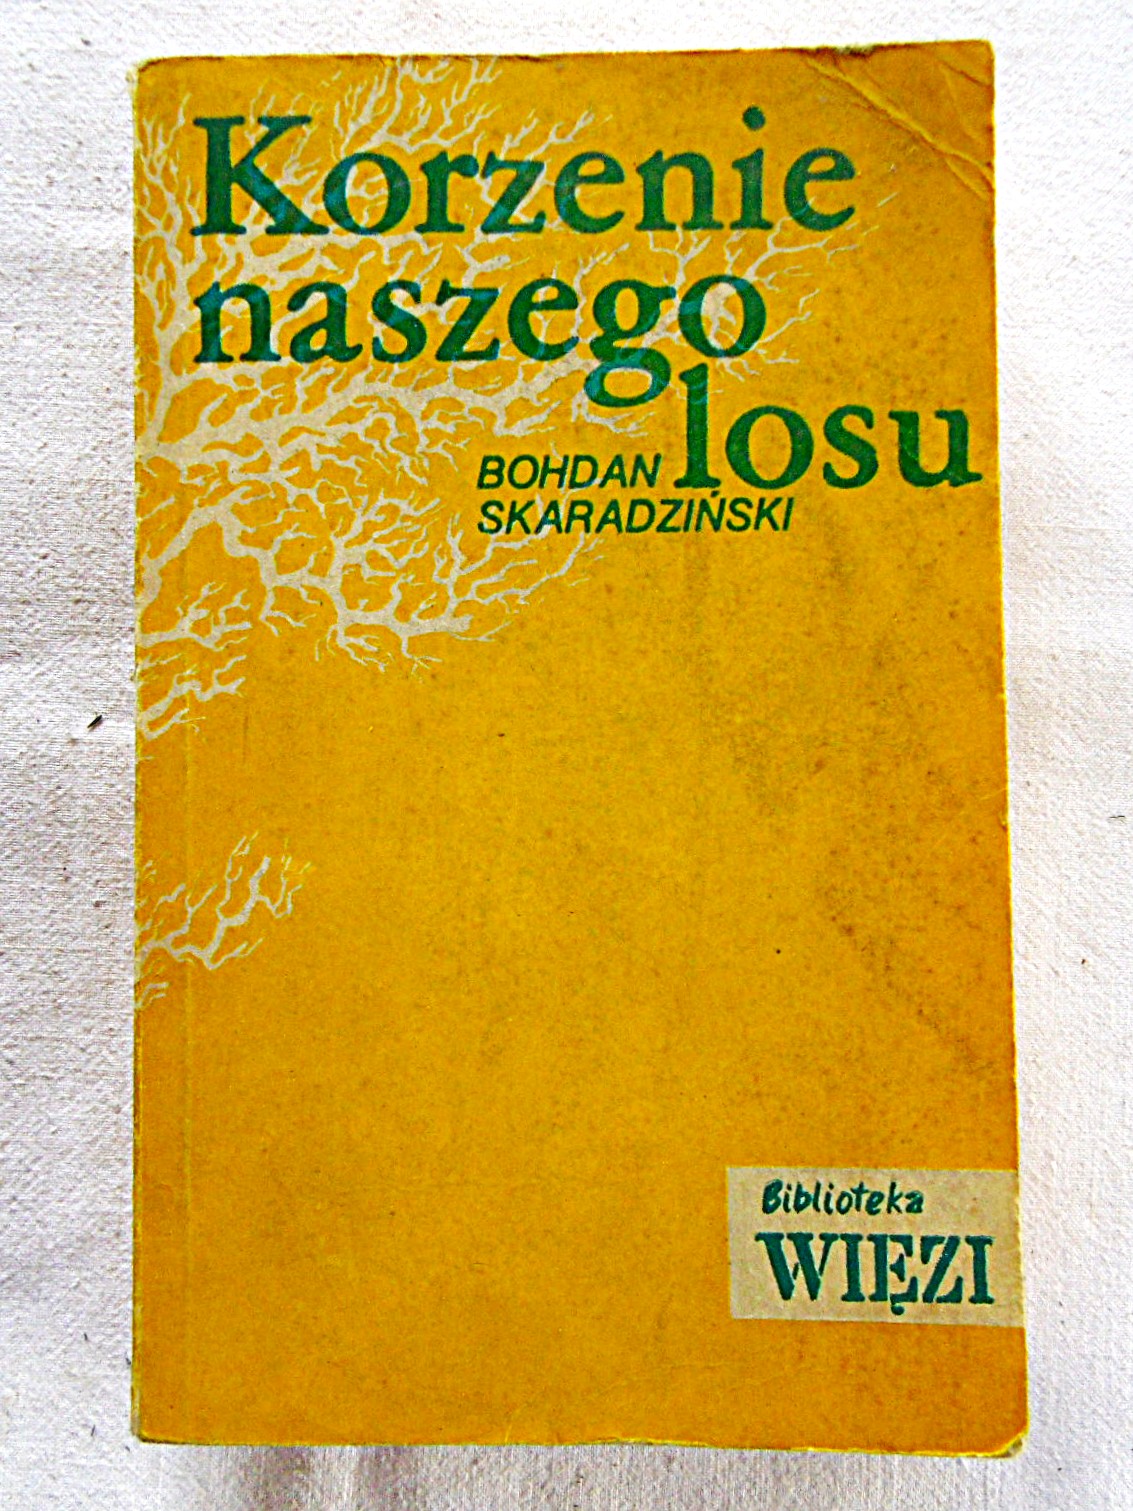 Korzenie
naszego
losu
BOHDAN
SKARADZIŃSKI
Biblioteka
WIĘZI